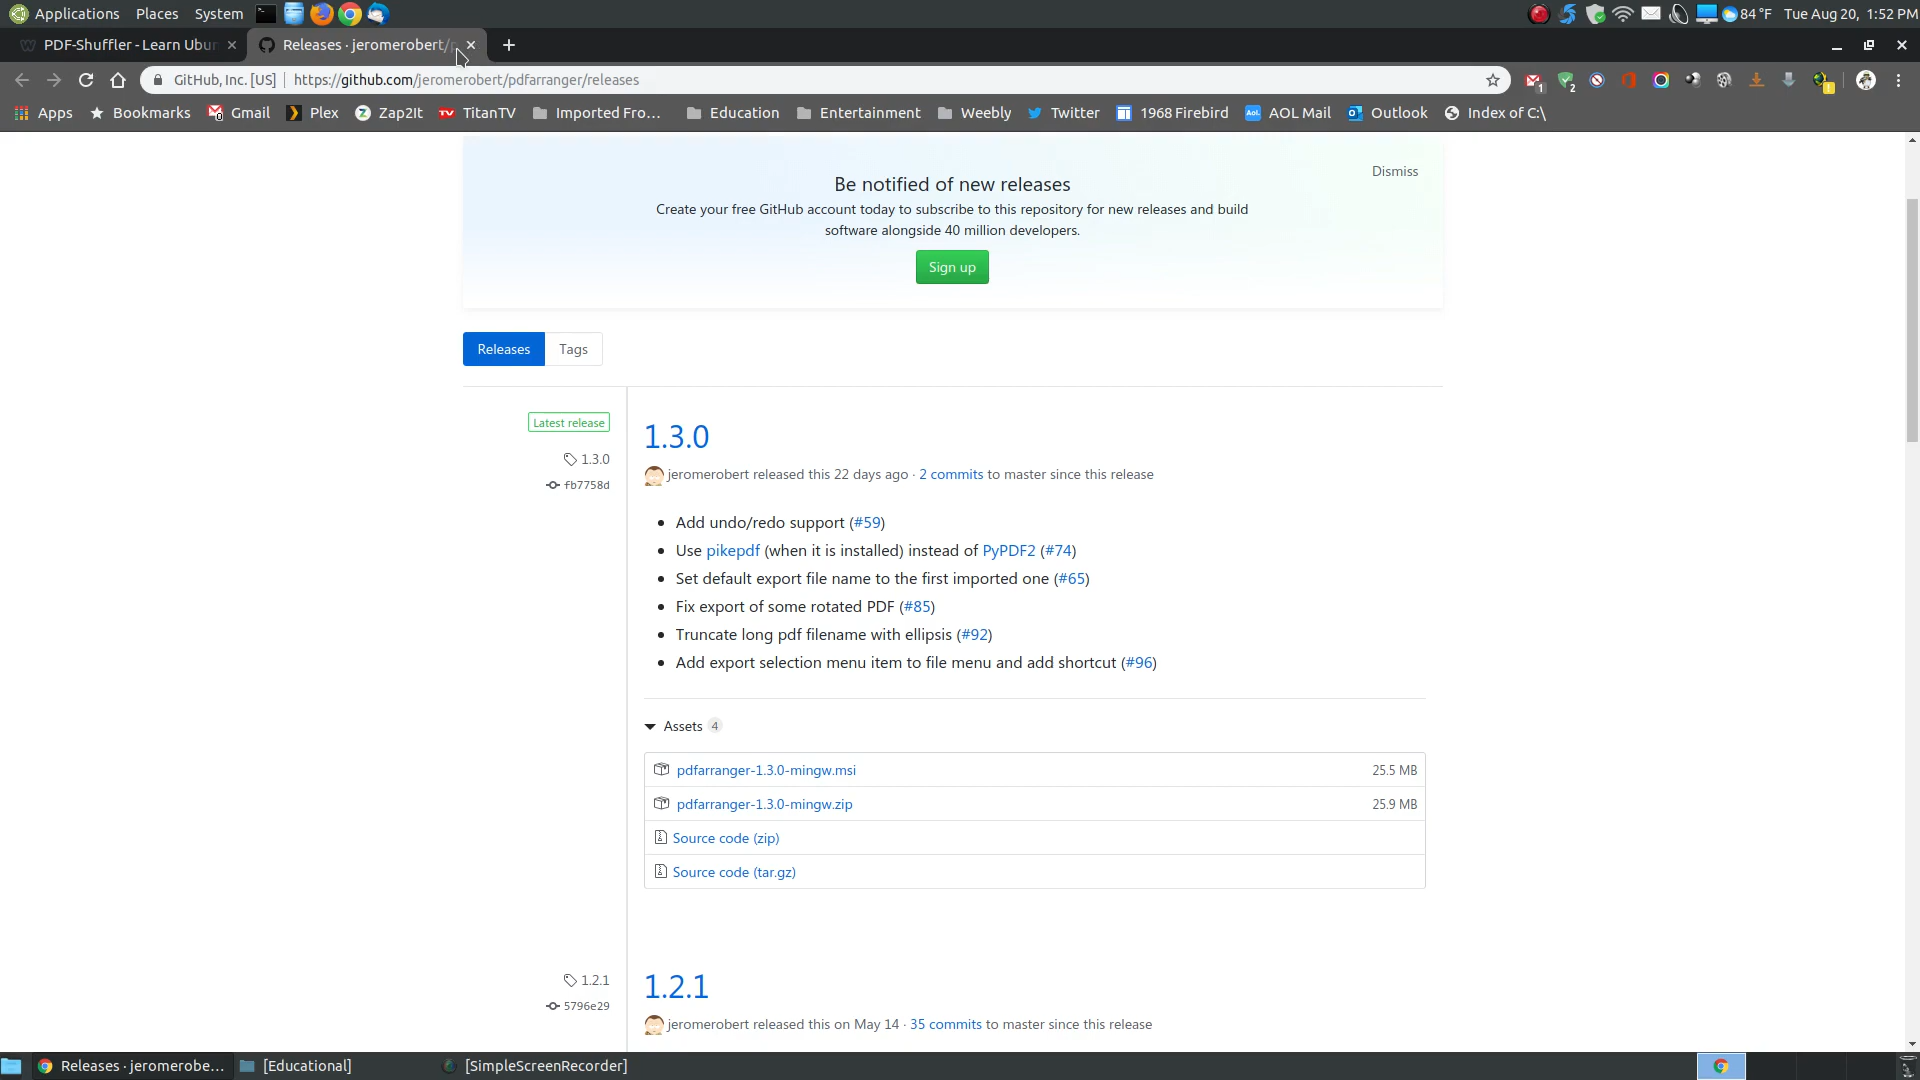 Applications Places System 84 °F Tue Aug 20, 1:52 PM
PDF-Shuffler - Learn Ubun Releases · jeromerobert/p
GitHub, Inc. [US] https://github.com/jeromerobert/pdfarranger/releases 1 2
Apps Bookmarks Gmail Plex Zap2It TitanTV Imported Fro... Education Entertainment Weebly Twitter 1968 Firebird AOL Mail Outlook Index of C:\
Dismiss
Be notified of new releases
Create your free GitHub account today to subscribe to this repository for new releases and build
software alongside 40 million developers.
Sign up
Releases Tags
Latest release
1.3.0
fb7758d
1.3.0
jeromerobert released this 22 days ago · 2 commits to master since this release
• Add undo/redo support (#59)
• Use pikepdf (when it is installed) instead of PyPDF2 (#74)
• Set default export file name to the first imported one (#65)
• Fix export of some rotated PDF (#85)
• Truncate long pdf filename with ellipsis (#92)
• Add export selection menu item to file menu and add shortcut (#96)
Assets 4
pdfarranger-1.3.0-mingw.msi 25.5 MB
pdfarranger-1.3.0-mingw.zip 25.9 MB
Source code (zip)
Source code (tar.gz)
1.2.1
5796e29
1.2.1
jeromerobert released this on May 14 · 35 commits to master since this release
Releases · jeromerobe... [Educational] [SimpleScreenRecorder]